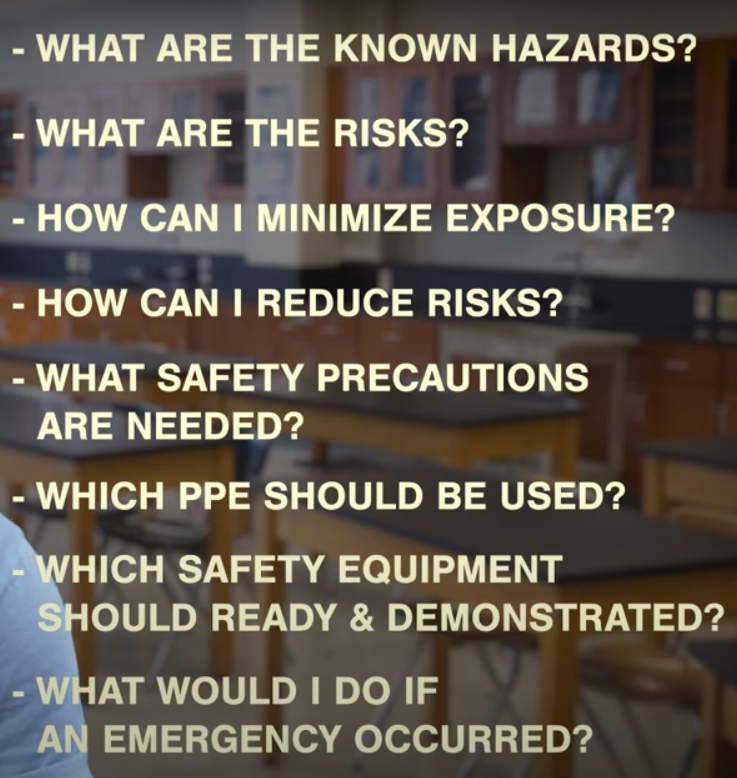 - WHAT ARE THE KNOWN HAZARDS?
- WHAT ARE THE RISKS?
- HOW CAN I MINIMIZE EXPOSURE?
- HOW CAN I REDUCE RISKS?
- WHAT SAFETY PRECAUTIONS
ARE NEEDED?
- WHICH PPE SHOULD BE USED?
- WHICH SAFETY EQUIPMENT
SHOULD READY & DEMONSTRATED?
- WHAT WOULD I DO IF
AN EMERGENCY OCCURRED?